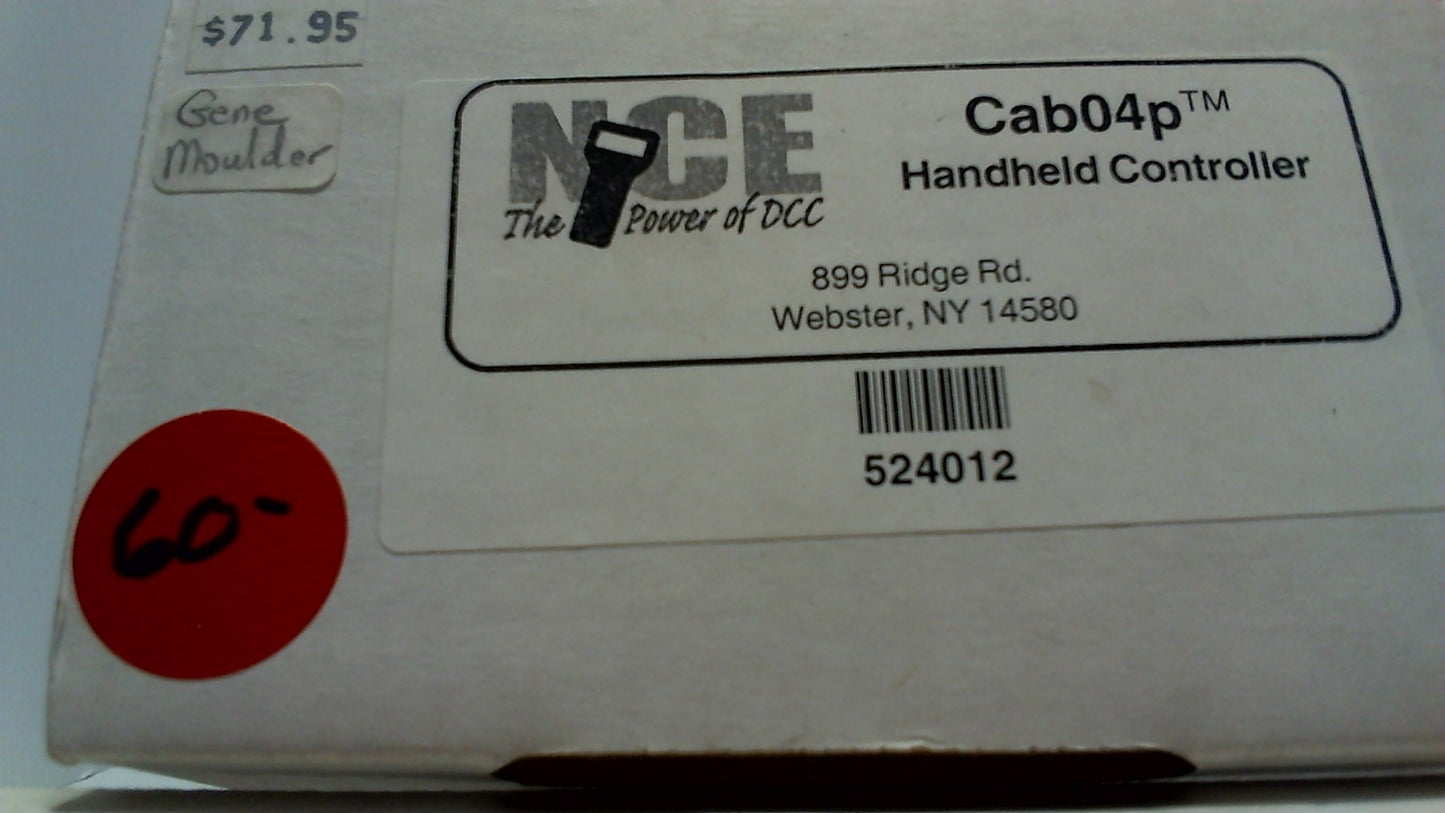 $71.95
Gene
Moulder
NCE
The Power of DCC
Cab04p™
Handheld Controller
899 Ridge Rd.
Webster, NY 14580
524012
60-